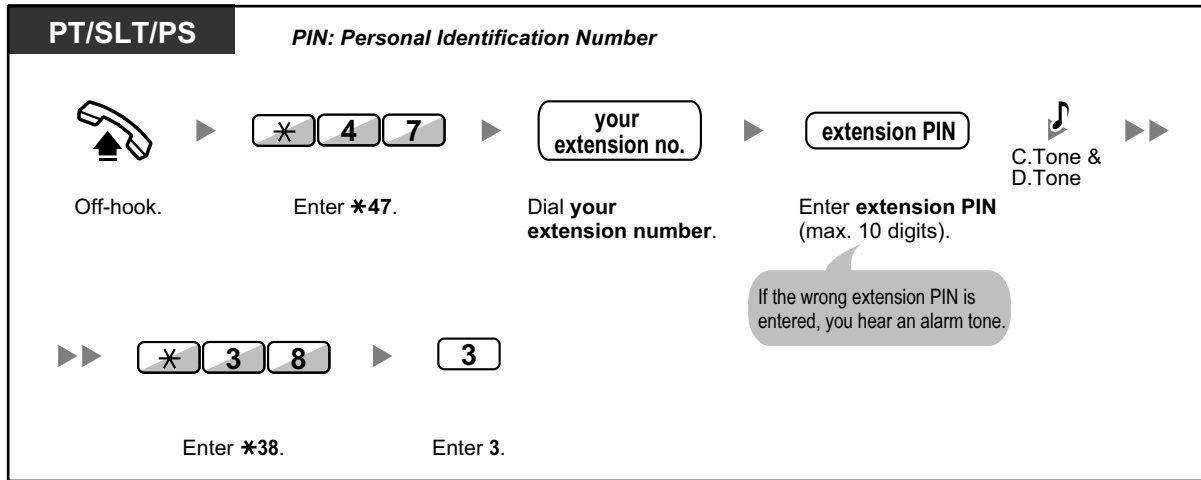 PT/SLT/PS
PIN: Personal Identification Number
✳ 4 7
your
extension no.
extension PIN
C.Tone &
D.Tone
Off-hook.
Enter ✳47.
Dial your
extension number.
Enter extension PIN
(max. 10 digits).
If the wrong extension PIN is
entered, you hear an alarm tone.
✳ 3 8
3
Enter ✳38.
Enter 3.